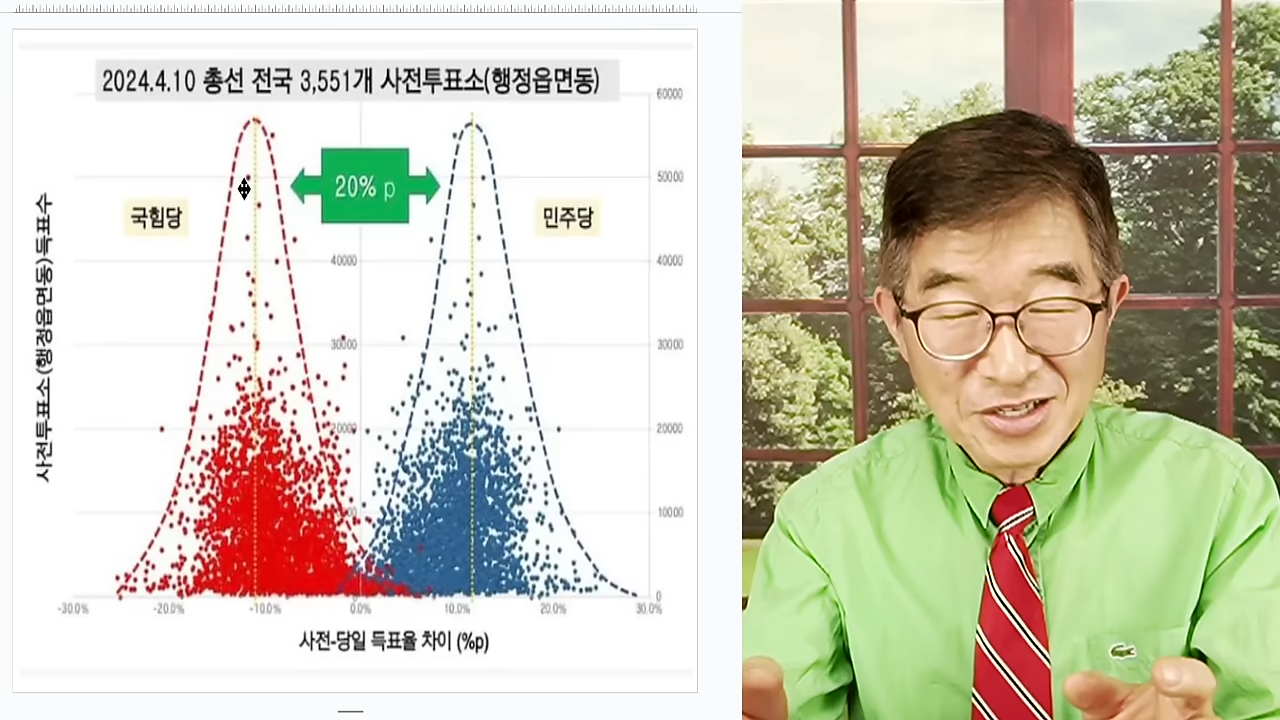 2024.4.10 총선 전국 3,551개 사전투표소(행정읍면동)
60000
50000
40000
30000
20000
10000
0
국힘당
20% p
민주당
40000
30000
20000
사전투표소(행정읍면동) 득표수
-30.0%
-20.0%
-10.0%
0.0%
10.0%
20.0%
30.0%
사전-당일 득표율 차이 (%p)